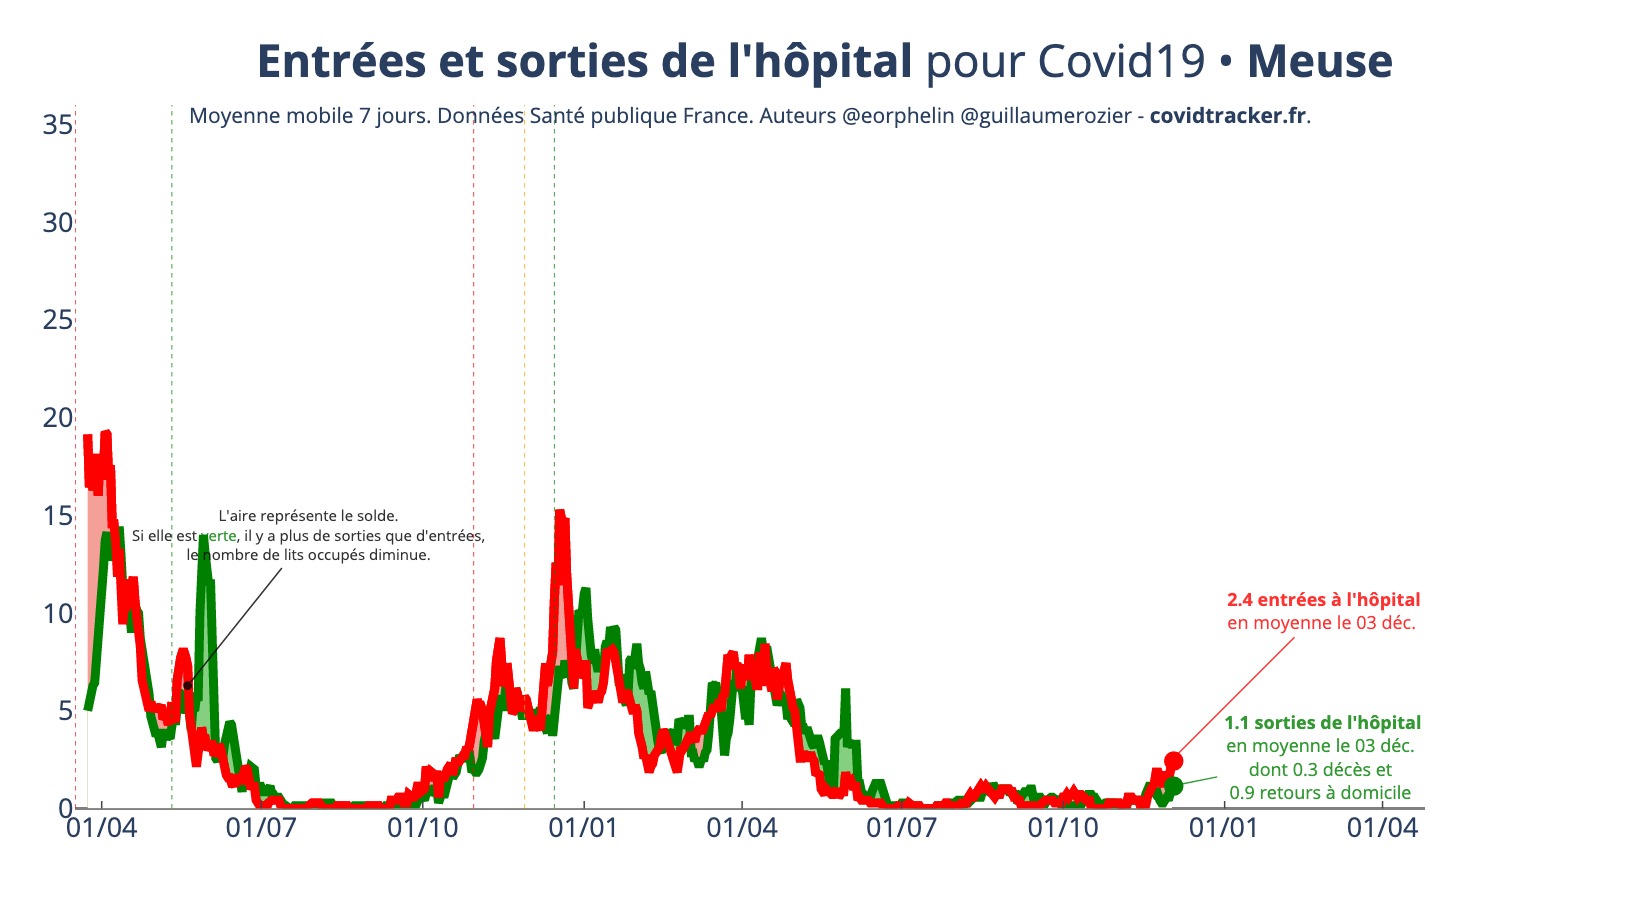 Entrées et sorties de l'hôpital pour Covid19 • Meuse
Moyenne mobile 7 jours. Données Santé publique France. Auteurs @eorphelin @guillaumerozier - covidtracker.fr.
35
30
25
20
15
10
5
0
L'aire représente le solde.
Si elle est verte, il y a plus de sorties que d'entrées,
le nombre de lits occupés diminue.
2.4 entrées à l'hôpital
en moyenne le 03 déc.
1.1 sorties de l'hôpital
en moyenne le 03 déc.
dont 0.3 décès et
0.9 retours à domicile
01/04 01/07 01/10 01/01 01/04 01/07 01/10 01/01 01/04